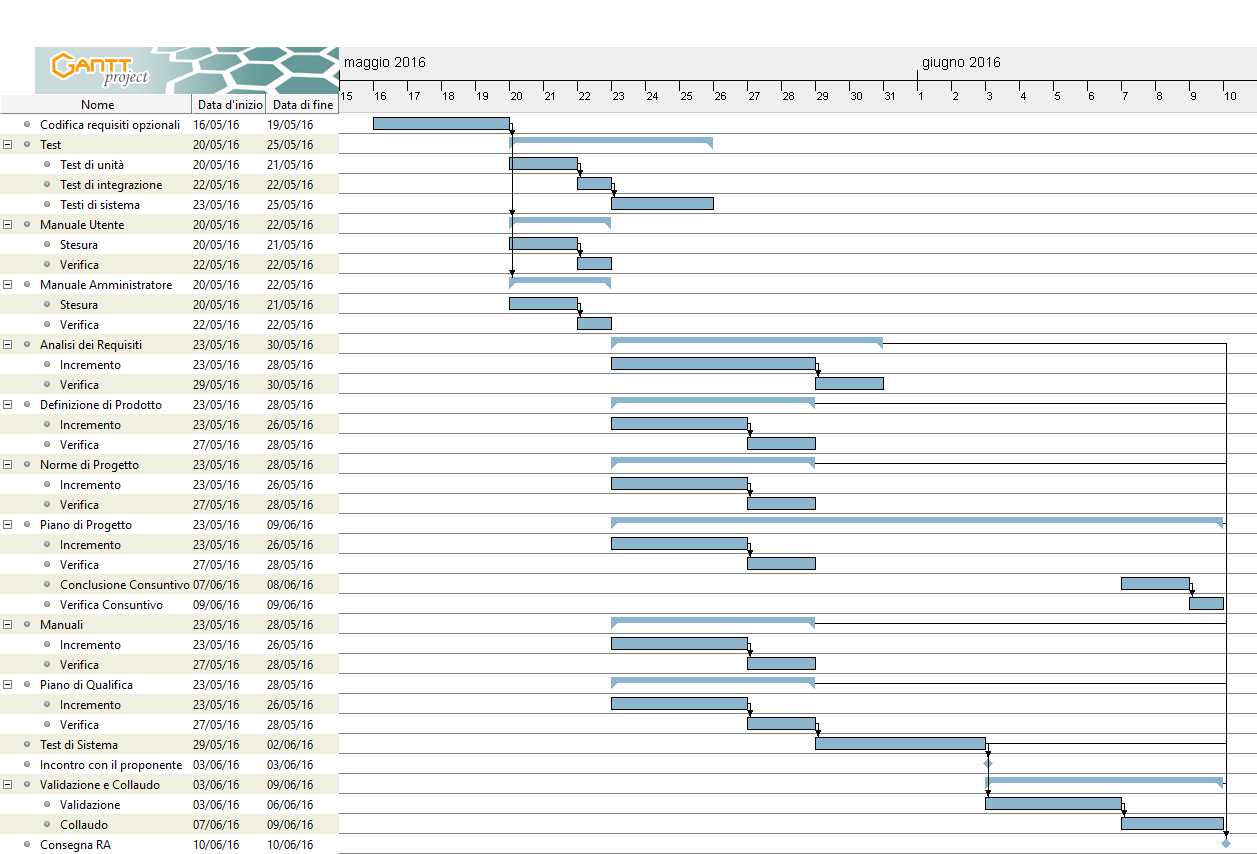 GANTT project
maggio 2016 giugno 2016
15 16 17 18 19 20 21 22 23 24 25 26 27 28 29 30 31 1 2 3 4 5 6 7 8 9 10
Nome Data d'inizio Data di fine
Codifica requisiti opzionali 16/05/16 19/05/16
Test 20/05/16 25/05/16
Test di unità 20/05/16 21/05/16
Test di integrazione 22/05/16 22/05/16
Testi di sistema 23/05/16 25/05/16
Manuale Utente 20/05/16 22/05/16
Stesura 20/05/16 21/05/16
Verifica 22/05/16 22/05/16
Manuale Amministratore 20/05/16 22/05/16
Stesura 20/05/16 21/05/16
Verifica 22/05/16 22/05/16
Analisi dei Requisiti 23/05/16 30/05/16
Incremento 23/05/16 28/05/16
Verifica 29/05/16 30/05/16
Definizione di Prodotto 23/05/16 28/05/16
Incremento 23/05/16 26/05/16
Verifica 27/05/16 28/05/16
Norme di Progetto 23/05/16 28/05/16
Incremento 23/05/16 26/05/16
Verifica 27/05/16 28/05/16
Piano di Progetto 23/05/16 09/06/16
Incremento 23/05/16 26/05/16
Verifica 27/05/16 28/05/16
Conclusione Consuntivo 07/06/16 08/06/16
Verifica Consuntivo 09/06/16 09/06/16
Manuali 23/05/16 28/05/16
Incremento 23/05/16 26/05/16
Verifica 27/05/16 28/05/16
Piano di Qualifica 23/05/16 28/05/16
Incremento 23/05/16 26/05/16
Verifica 27/05/16 28/05/16
Test di Sistema 29/05/16 02/06/16
Incontro con il proponente 03/06/16 03/06/16
Validazione e Collaudo 03/06/16 09/06/16
Validazione 03/06/16 06/06/16
Collaudo 07/06/16 09/06/16
Consegna RA 10/06/16 10/06/16